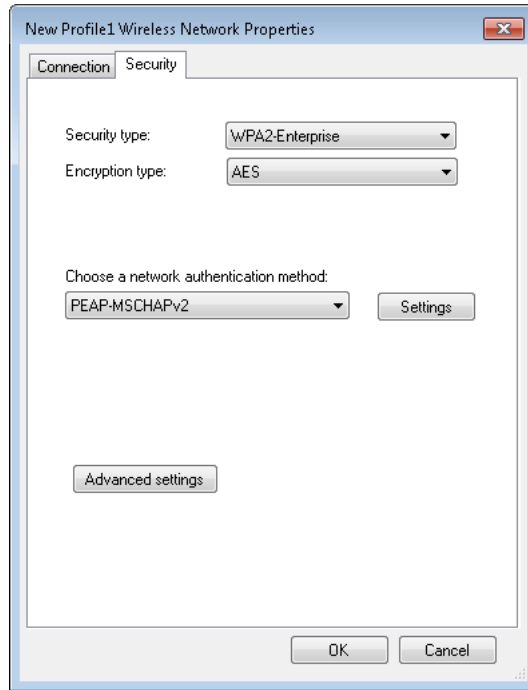 New Profile1 Wireless Network Properties
Connection Security
Security type: WPA2-Enterprise
Encryption type: AES
Choose a network authentication method:
PEAP-MSCHAPv2 Settings
Advanced settings
OK Cancel